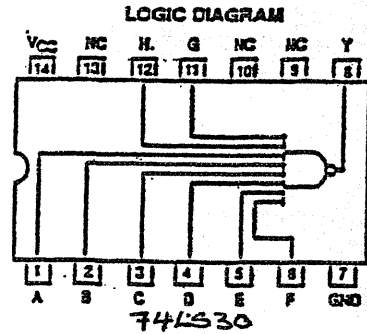 LOGIC DIAGRAM
VCC NC H. G NC NC Y
14 13 12 11 10 9 8
1 2 3 4 5 6 7
A B C D E F GND
74LS30